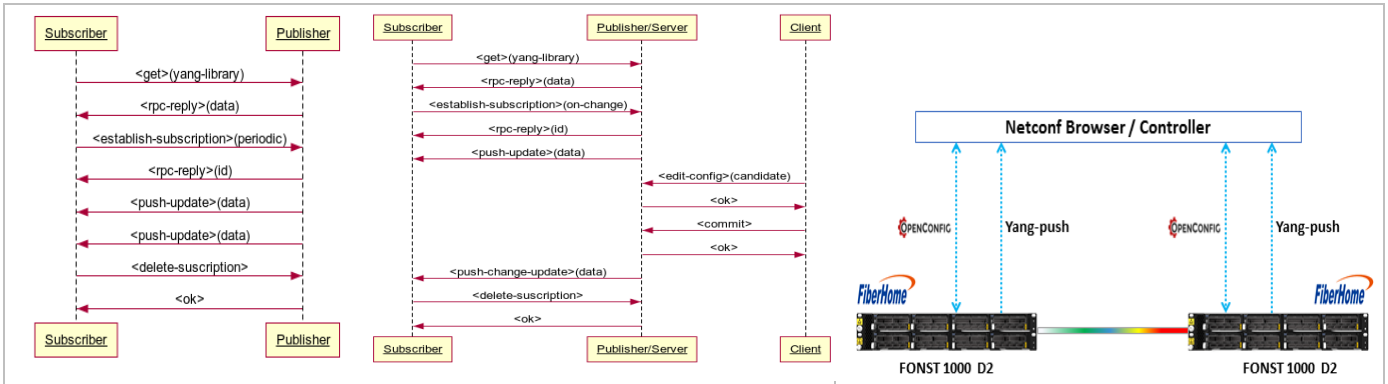 Subscriber
Publisher
<get>(yang-library)
<rpc-reply>(data)
<establish-subscription>(periodic)
<rpc-reply>(id)
<push-update>(data)
<push-update>(data)
<delete-suscription>
<ok>
Subscriber
Publisher
Subscriber
Publisher/Server
Client
<get>(yang-library)
<rpc-reply>(data)
<establish-subscription>(on-change)
<rpc-reply>(id)
<push-update>(data)
<edit-config>(candidate)
<ok>
<commit>
<ok>
<push-change-update>(data)
<delete-suscription>
<ok>
Subscriber
Publisher/Server
Client
Netconf Browser / Controller
OPENCONFIG
Yang-push
OPENCONFIG
Yang-push
FiberHome
FiberHome
FONST 1000 D2
FONST 1000 D2